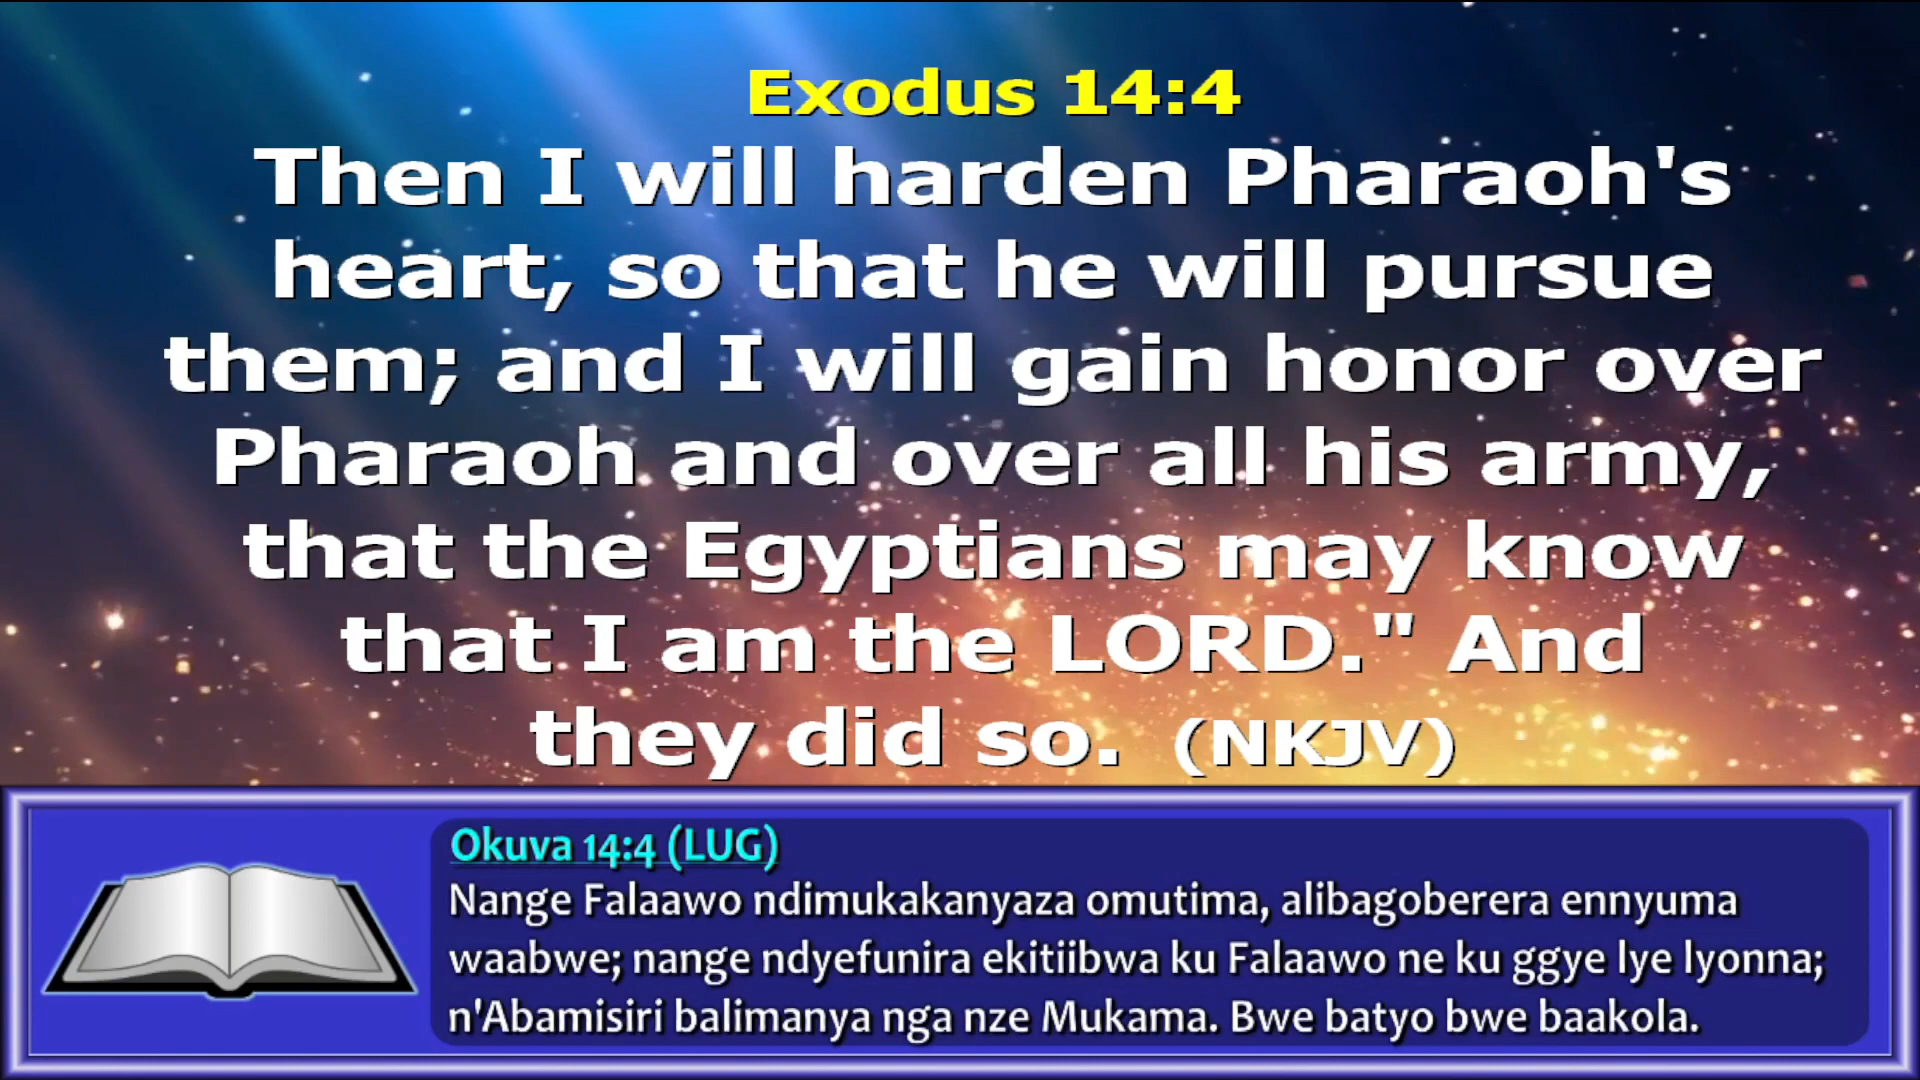 Exodus 14:4
Then I will harden Pharaoh's
heart, so that he will pursue
them; and I will gain honor over
Pharaoh and over all his army,
that the Egyptians may know
that I am the LORD." And
they did so. (NKJV)
Okuva 14:4 (LUG)
Nange Falaawo ndimukakanyaza omutima, alibagoberera ennyuma
waabwe; nange ndyefunira ekitiibwa ku Falaawo ne ku ggye lye lyonna;
n'Abamisiri balimanya nga nze Mukama. Bwe batyo bwe baakola.